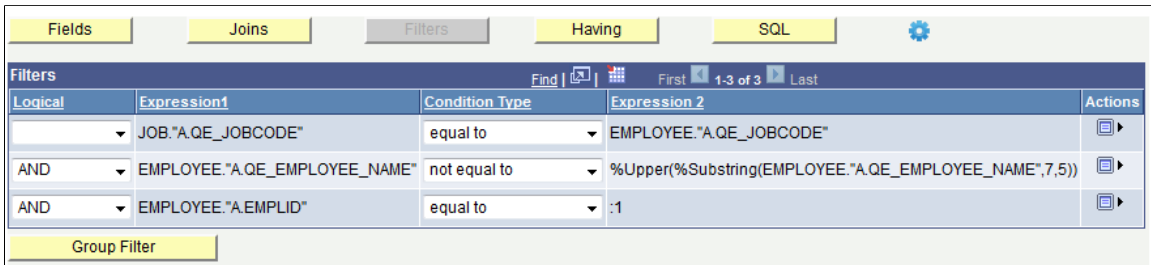 Fields Joins Filters Having SQL
Filters Find | | First 1-3 of 3 Last
Logical Expression1 Condition Type Expression 2 Actions
JOB."A.QE_JOBCODE" equal to EMPLOYEE."A.QE_JOBCODE"
AND EMPLOYEE."A.QE_EMPLOYEE_NAME" not equal to %Upper(%Substring(EMPLOYEE."A.QE_EMPLOYEE_NAME",7,5))
AND EMPLOYEE."A.EMPLID" equal to :1
Group Filter